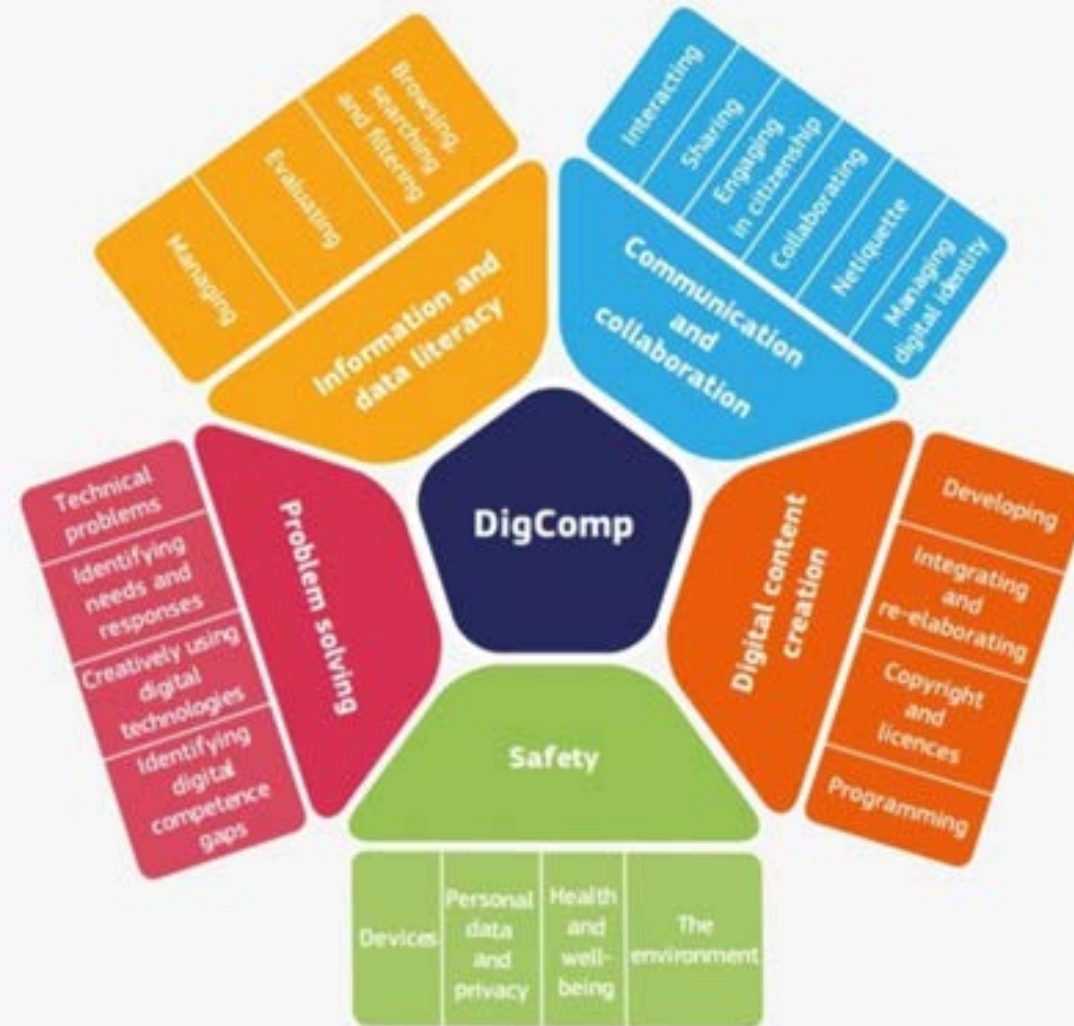 Browsing,
searching
and filtering
Evaluating
Managing
Information and
data literacy
Interacting
Sharing
Engaging
in citizenship
Collaborating
Netiquette
Managing
digital identity
Communication
and
collaboration
DigComp
Technical
problems
Identifying
needs and
responses
Creatively using
digital
technologies
Identifying
digital
competence
gaps
Problem solving
Digital content
creation
Developing
Integrating
and
re-elaborating
Copyright
and
licences
Programming
Safety
Devices
Personal
data
and
privacy
Health
and
well-
being
The
environment